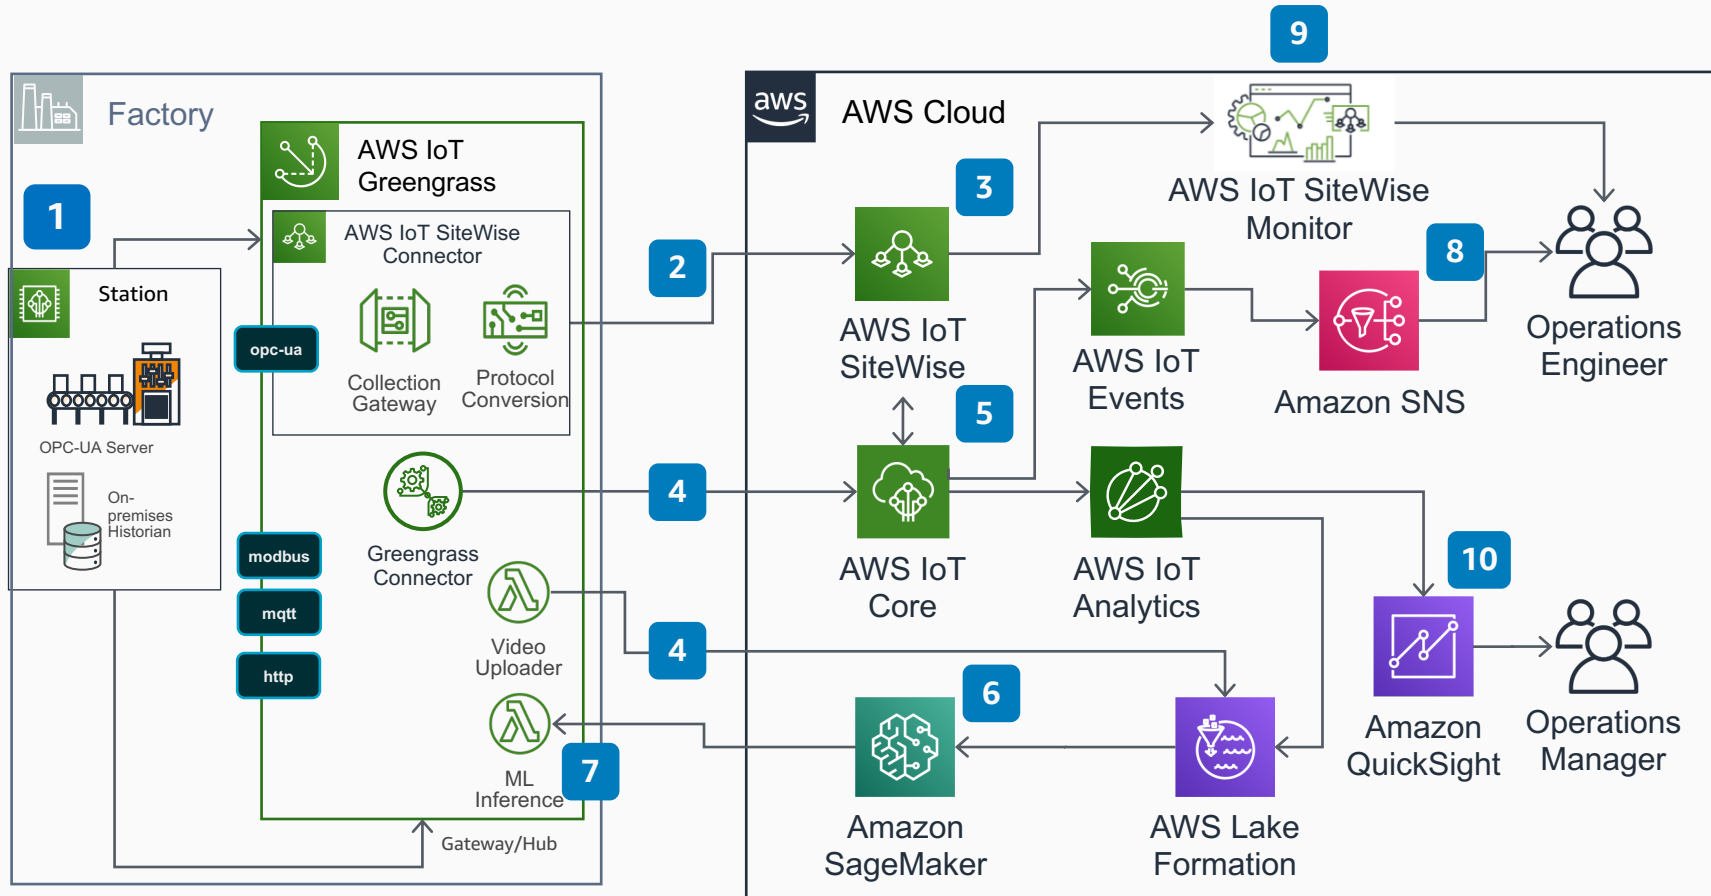 9
Factory
aws
AWS Cloud
AWS IoT
Greengrass
1
3
AWS IoT SiteWise
Monitor
AWS IoT SiteWise
Connector
2
8
Station
opc-ua
Collection
Gateway
Protocol
Conversion
AWS IoT
SiteWise
AWS IoT
Events
Amazon SNS
Operations
Engineer
OPC-UA Server
On-
premises
Historian
5
4
Greengrass
Connector
modbus
mqtt
http
AWS IoT
Core
AWS IoT
Analytics
10
Video
Uploader
4
6
ML
Inference
7
Gateway/Hub
Amazon
SageMaker
AWS Lake
Formation
Amazon
QuickSight
Operations
Manager